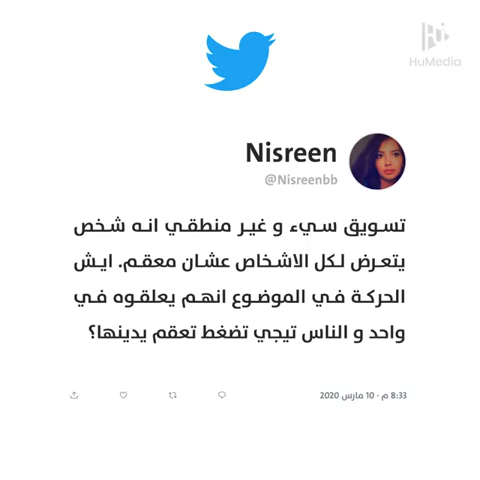 HuMedia
Nisreen
@Nisreenbb
تسويق سيء و غير منطقي انه شخص
يتعرض لكل الاشخاص عشان معقم. ايش
الحركة في الموضوع انهم يعلقوه في
واحد و الناس تيجي تضغط تعقم يدينها؟
8:33 م · 10 مارس 2020